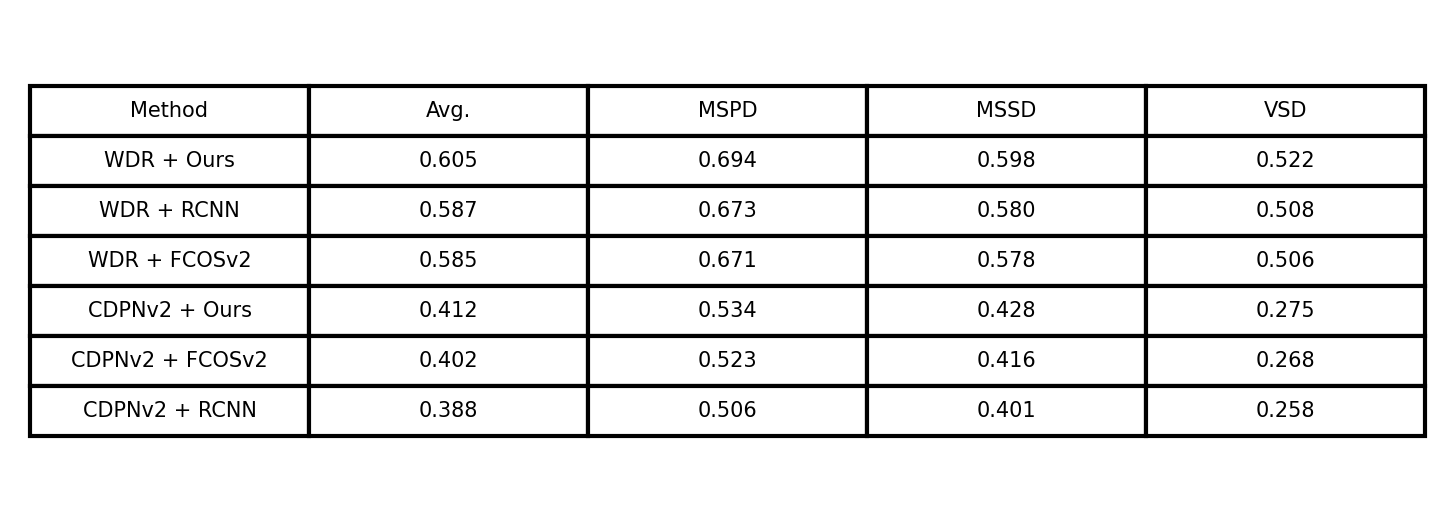 Method Avg. MSPD MSSD VSD
WDR + Ours 0.605 0.694 0.598 0.522
WDR + RCNN 0.587 0.673 0.580 0.508
WDR + FCOSv2 0.585 0.671 0.578 0.506
CDPNv2 + Ours 0.412 0.534 0.428 0.275
CDPNv2 + FCOSv2 0.402 0.523 0.416 0.268
CDPNv2 + RCNN 0.388 0.506 0.401 0.258